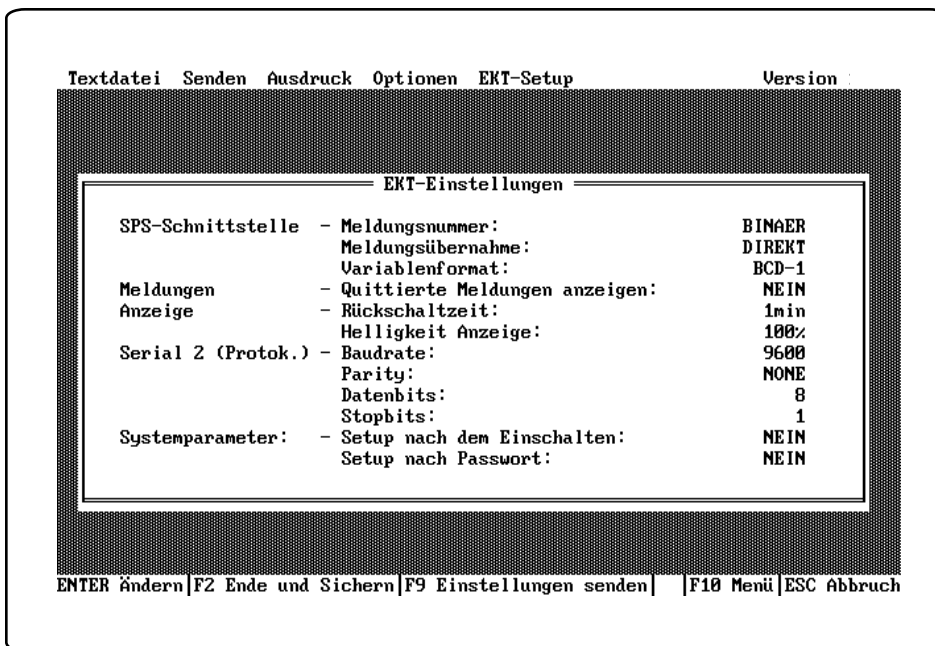 Textdatei Senden Ausdruck Optionen EKT-Setup Version
EKT-Einstellungen
SPS-Schnittstelle - Meldungsnummer: BINAER
Meldungsübernahme: DIREKT
Variablenformat: BCD-1
Meldungen - Quittierte Meldungen anzeigen: NEIN
Anzeige - Rückschaltzeit: 1min
Helligkeit Anzeige: 100%
Serial 2 (Protok.) - Baudrate: 9600
Parity: NONE
Datenbits: 8
Stopbits: 1
Systemparameter: - Setup nach dem Einschalten: NEIN
Setup nach Passwort: NEIN
ENTER Ändern|F2 Ende und Sichern|F9 Einstellungen senden| |F10 Menü|ESC Abbruch